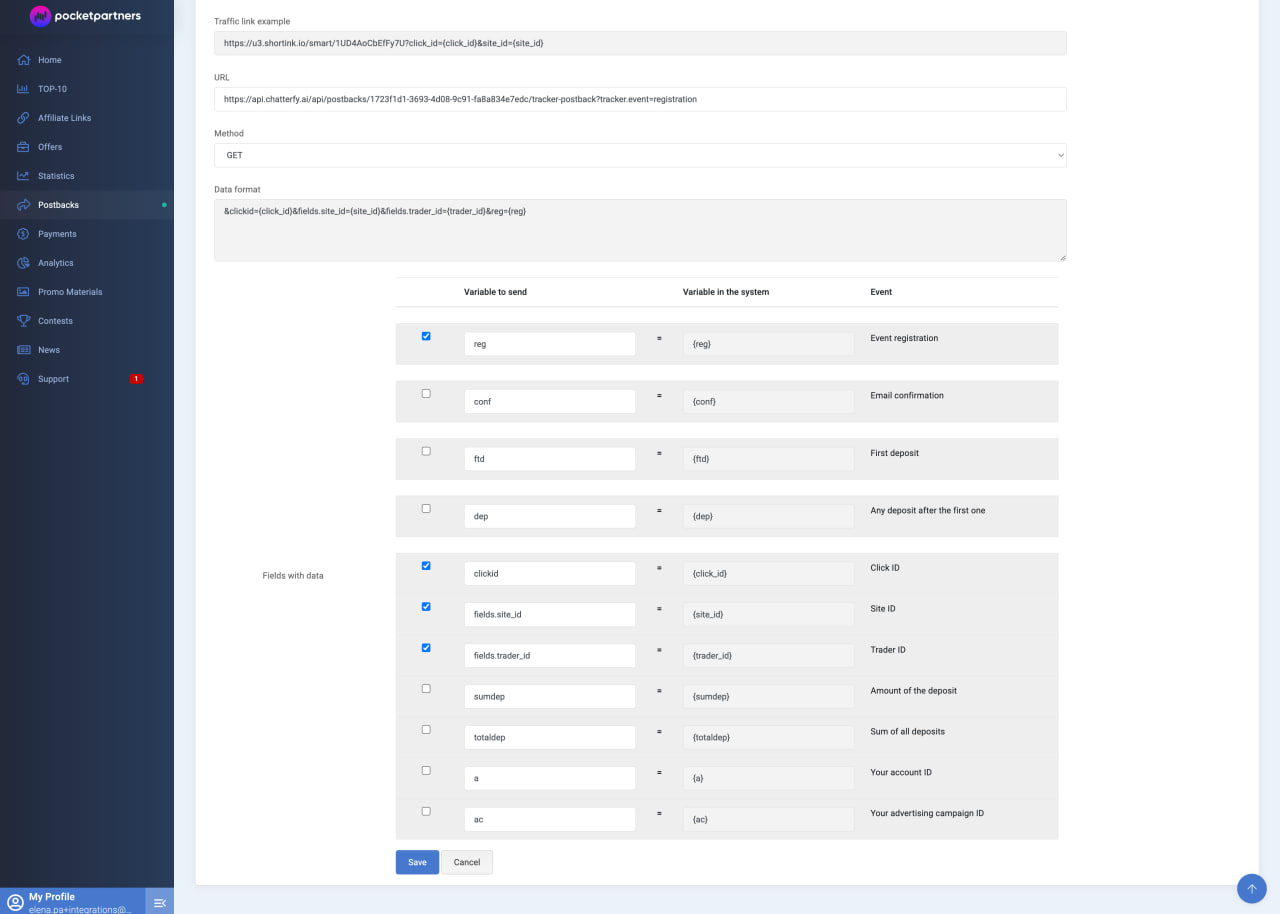 pocketpartners
Home
TOP-10
Affiliate Links
Offers
Statistics
Postbacks
Payments
Analytics
Promo Materials
Contests
News
Support 1
My Profile
elena.pa+integrations@...
Traffic link example
https://u3.shortink.io/smart/1UD4AoCbEfFy7U?click_id={click_id}&site_id={site_id}
URL
https://api.chatterfy.ai/api/postbacks/1723f1d1-3693-4d08-9c91-fa8a834e7edc/tracker-postback?tracker.event=registration
Method
GET
Data format
&clickid={click_id}&fields.site_id={site_id}&fields.trader_id={trader_id}&reg={reg}
Fields with data
Variable to send Variable in the system Event
reg = {reg} Event registration
conf = {conf} Email confirmation
ftd = {ftd} First deposit
dep = {dep} Any deposit after the first one
clickid = {click_id} Click ID
fields.site_id = {site_id} Site ID
fields.trader_id = {trader_id} Trader ID
sumdep = {sumdep} Amount of the deposit
totaldep = {totaldep} Sum of all deposits
a = {a} Your account ID
ac = {ac} Your advertising campaign ID
Save Cancel